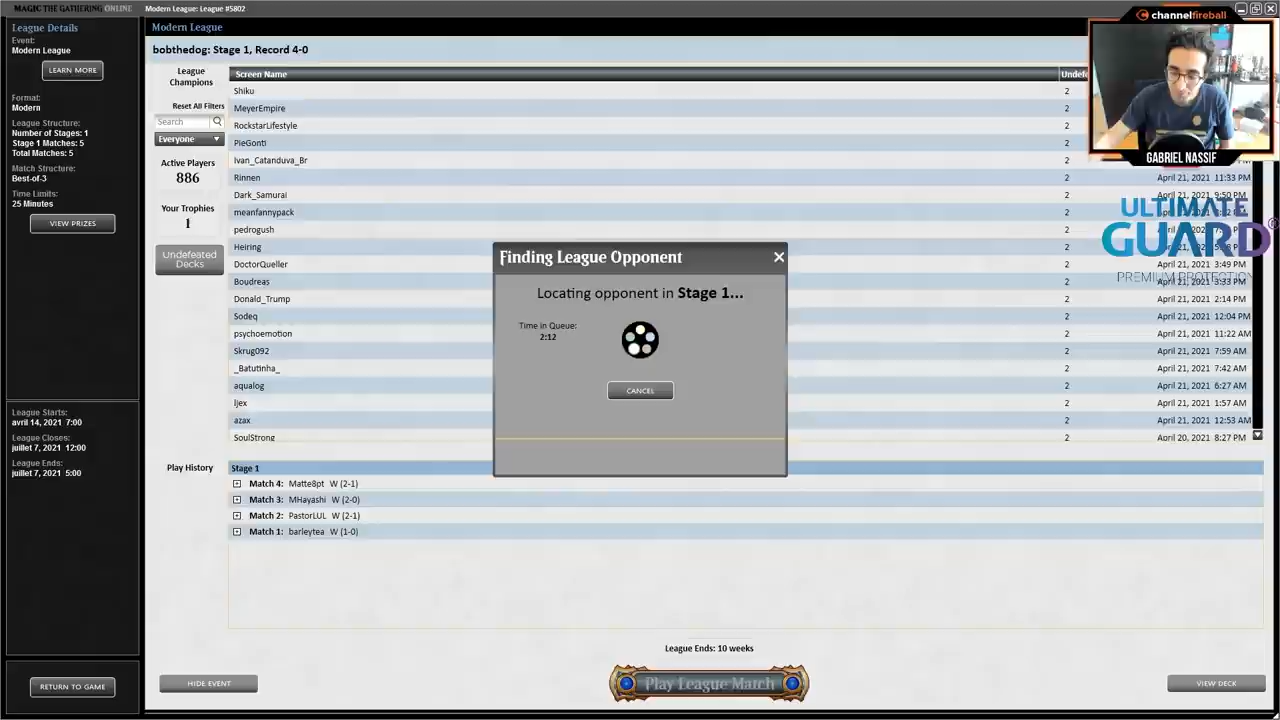 MAGIC THE GATHERING ONLINE
Modern League: League #5802
League Details
Event:
Modern League
LEARN MORE
Format:
Modern
League Structure:
Number of Stages: 1
Stage 1 Matches: 5
Total Matches: 5
Match Structure:
Best-of-3
Time Limits:
25 Minutes
VIEW PRIZES
League Starts:
avril 14, 2021 7:00
League Closes:
juillet 7, 2021 12:00
League Ends:
juillet 7, 2021 5:00
RETURN TO GAME
Modern League
bobthedog: Stage 1, Record 4-0
League
Champions
Reset All Filters
Search
Everyone
Active Players
886
Your Trophies
1
Undefeated
Decks
Screen Name
Shiku 2
MeyerEmpire 2
RockstarLifestyle 2
PieGonti 2
Ivan_Catanduva_Br 2
Rinnen 2 April 21, 2021 11:33 PM
Dark_Samurai 2 April 21, 2021 9:50 PM
meanfannypack 2
pedrogush 2
Heiring 2
DoctorQueller 2 April 21, 2021 3:49 PM
Boudreas 2 April 21, 2021 3:33 PM
Donald_Trump 2 April 21, 2021 2:14 PM
Sodeq 2 April 21, 2021 12:04 PM
psychoemotion 2 April 21, 2021 11:22 AM
Skrug092 2 April 21, 2021 7:59 AM
_Batutinha_ 2 April 21, 2021 7:42 AM
aqualog 2 April 21, 2021 6:27 AM
ljex 2 April 21, 2021 1:57 AM
azax 2 April 21, 2021 12:53 AM
SoulStrong 2 April 20, 2021 8:27 PM
Finding League Opponent
Locating opponent in Stage 1...
Time in Queue:
2:12
CANCEL
Play History
Stage 1
Match 4: Matte8pt W (2-1)
Match 3: MHayashi W (2-0)
Match 2: PastorLUL W (2-1)
Match 1: barleytea W (1-0)
League Ends: 10 weeks
HIDE EVENT
Play League Match
VIEW DECK
channelfireball
GABRIEL NASSIF
ULTIMATE
GUARD®
PREMIUM PROTECTION